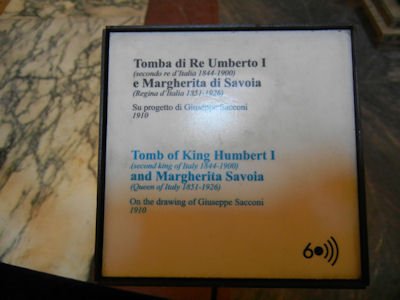 Tomba di Re Umberto I
(secondo re d'Italia 1844-1900)
e Margherita di Savoia
(Regina d'Italia 1851-1926)
Su progetto di Giuseppe Sacconi
1910
Tomb of King Humbert I
(second king of Italy 1844-1900)
and Margherita Savoia
(Queen of Italy 1851-1926)
On the drawing of Giuseppe Sacconi
1910
6